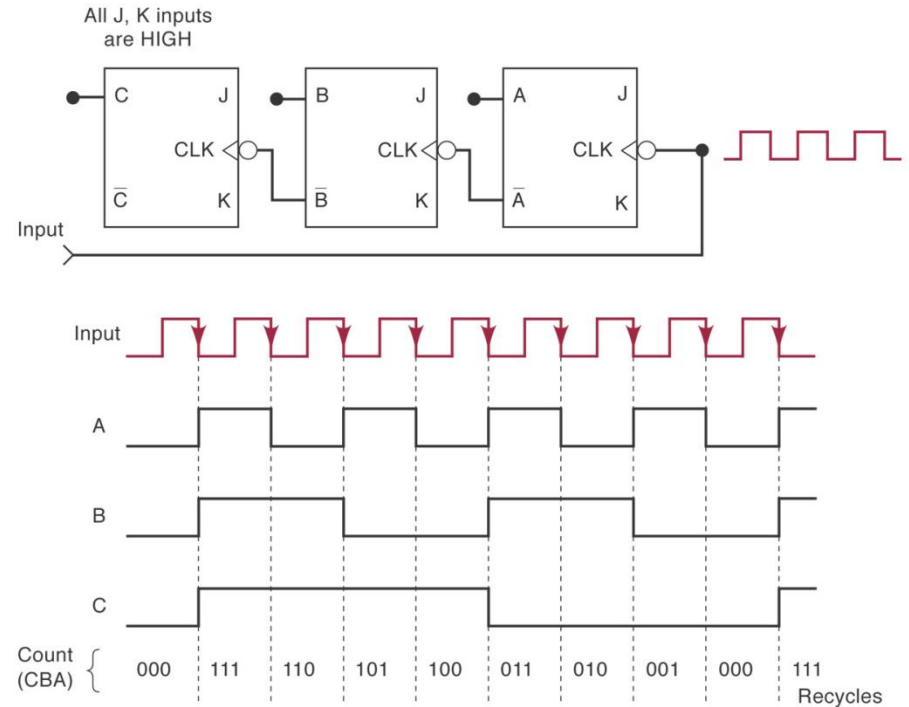 All J, K inputs
are HIGH
C J B J A J
CLK CLK CLK
C̅ K B̅ K A̅ K
Input
Input
A
B
C
Count
(CBA)
000 111 110 101 100 011 010 001 000 111
Recycles